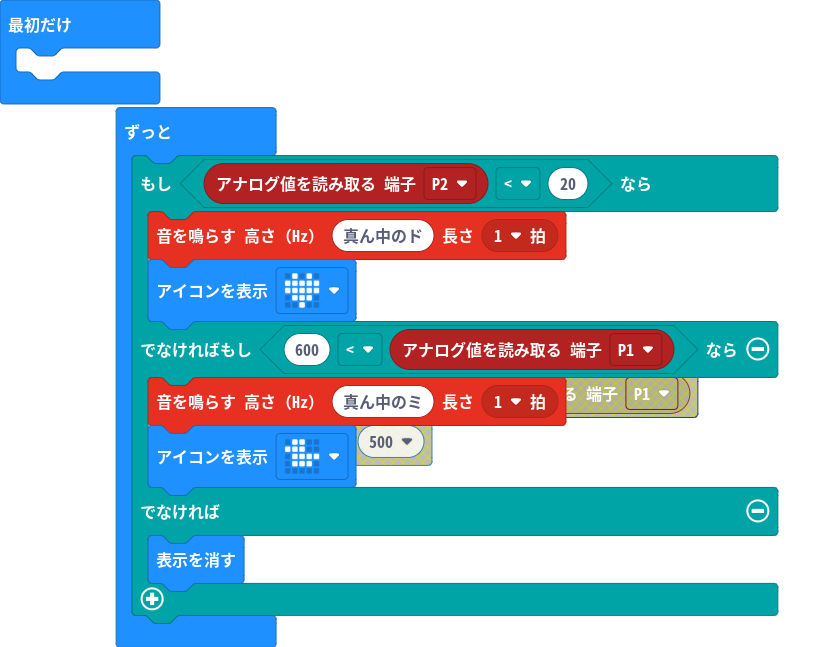 最初だけ
ずっと
もし アナログ値を読み取る 端子 P2 < 20 なら
音を鳴らす 高さ（Hz） 真ん中のド 長さ 1 拍
アイコンを表示
でなければもし 600 < アナログ値を読み取る 端子 P1 なら
音を鳴らす 高さ（Hz） 真ん中のミ 長さ 1 拍
る 端子 P1
アイコンを表示
500
でなければ
表示を消す